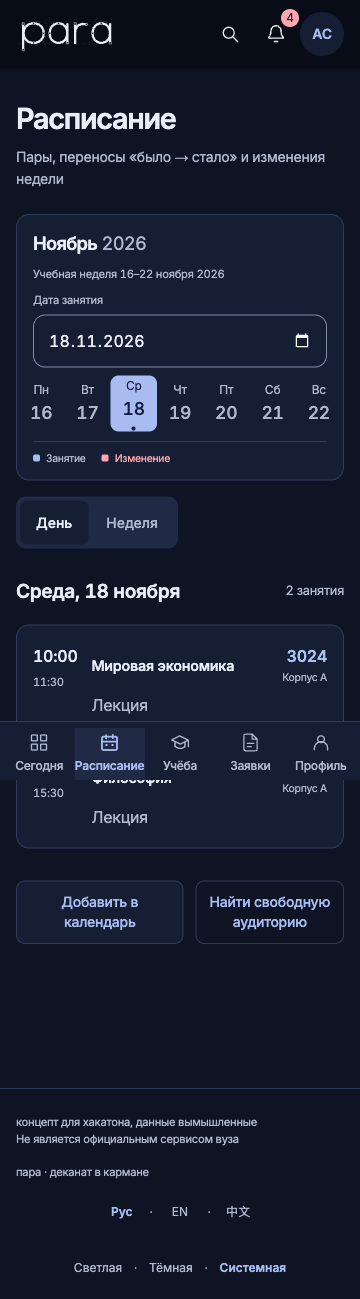 para
4
АС
Расписание
Пары, переносы «было → стало» и изменения
недели
Ноябрь 2026
Учебная неделя 16–22 ноября 2026
Дата занятия
18.11.2026
Пн Вт Ср Чт Пт Сб Вс
16 17 18 19 20 21 22
Занятие Изменение
День Неделя
Среда, 18 ноября 2 занятия
10:00 Мировая экономика 3024
11:30 Корпус А
Лекция
Сегодня Расписание Учёба Заявки Профиль
Философия
15:30 Корпус А
Лекция
Добавить в
календарь
Найти свободную
аудиторию
концепт для хакатона, данные вымышленные
Не является официальным сервисом вуза
пара · деканат в кармане
Рус · EN · 中文
Светлая · Тёмная · Системная